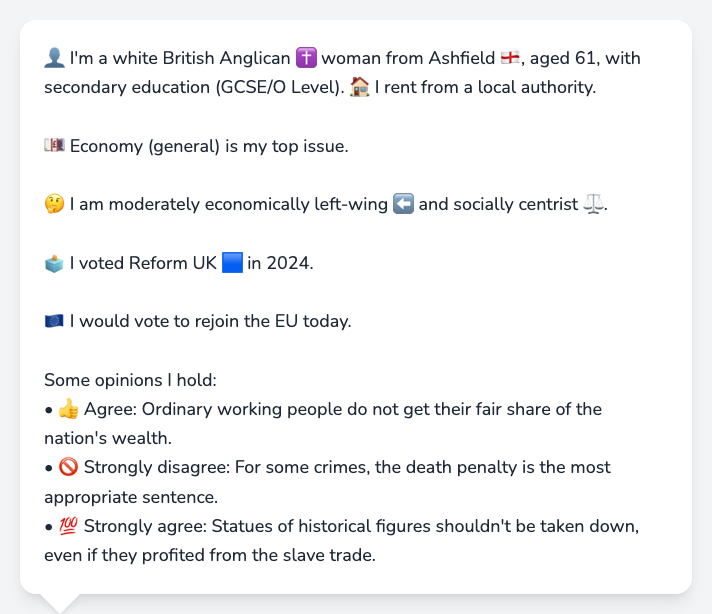 👤 I'm a white British Anglican ✝️ woman from Ashfield 🏴󠁧󠁢󠁥󠁮󠁧󠁿, aged 61, with
secondary education (GCSE/O Level). 🏠 I rent from a local authority.
💷 Economy (general) is my top issue.
🤔 I am moderately economically left-wing ⬅️ and socially centrist ⚖️.
🗳️ I voted Reform UK 🟦 in 2024.
🇪🇺 I would vote to rejoin the EU today.
Some opinions I hold:
• 👍 Agree: Ordinary working people do not get their fair share of the
nation's wealth.
• 🚫 Strongly disagree: For some crimes, the death penalty is the most
appropriate sentence.
• 💯 Strongly agree: Statues of historical figures shouldn't be taken down,
even if they profited from the slave trade.